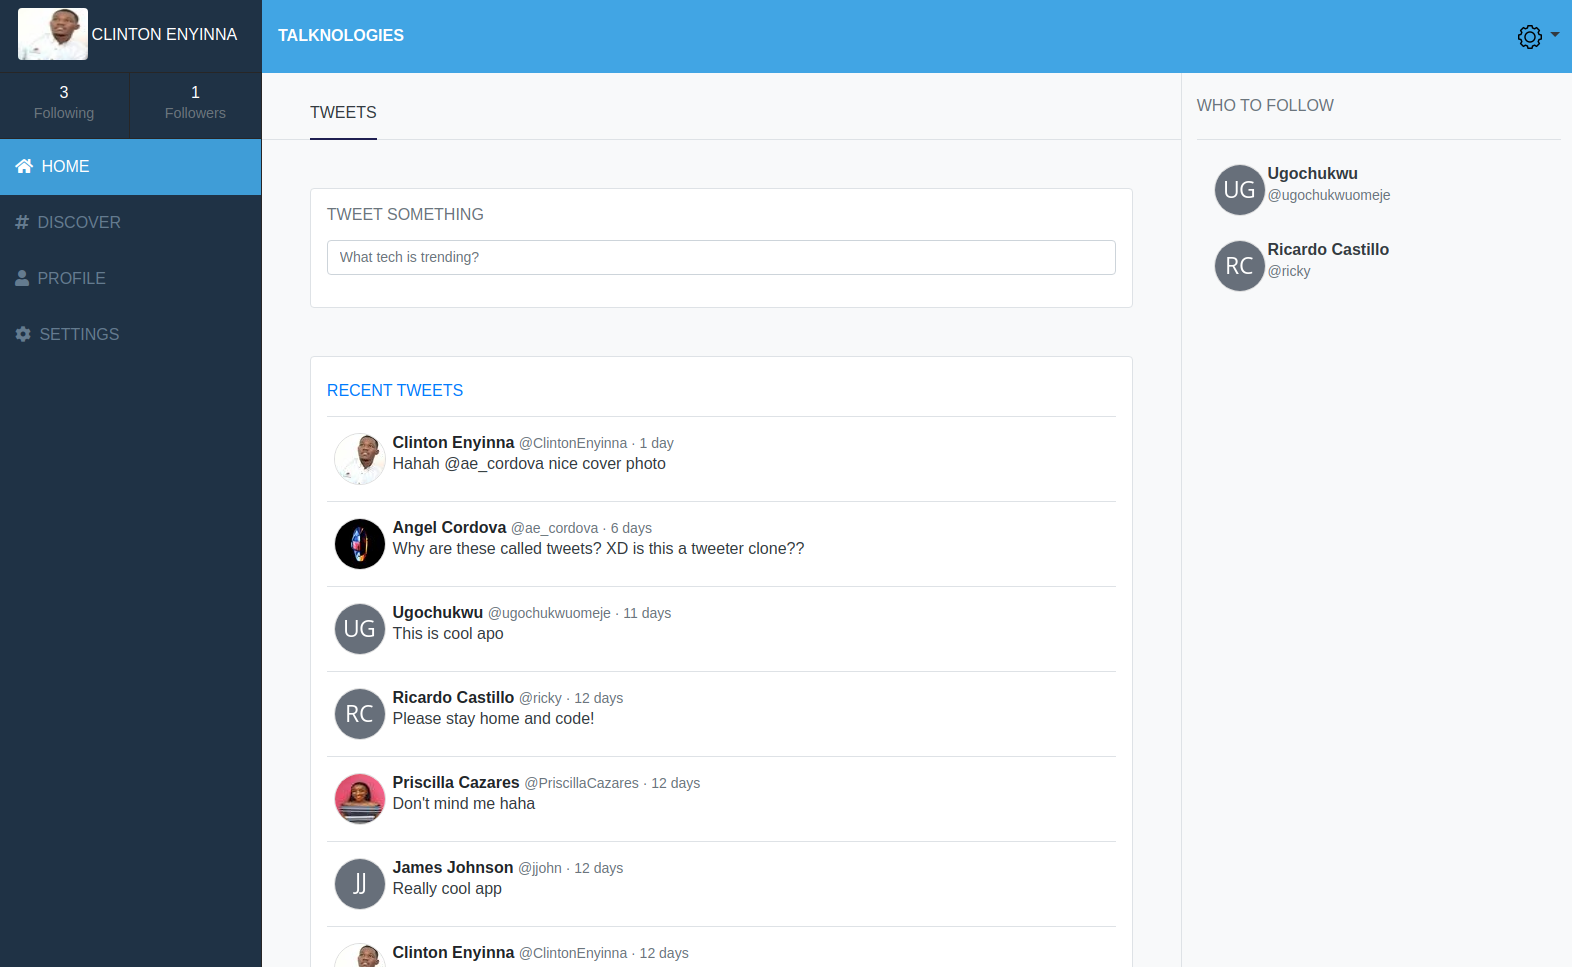 CLINTON ENYINNA
TALKNOLOGIES
3
Following
1
Followers
HOME
DISCOVER
PROFILE
SETTINGS
TWEETS
TWEET SOMETHING
What tech is trending?
RECENT TWEETS
Clinton Enyinna @ClintonEnyinna · 1 day
Hahah @ae_cordova nice cover photo
Angel Cordova @ae_cordova · 6 days
Why are these called tweets? XD is this a tweeter clone??
UG
Ugochukwu @ugochukwuomeje · 11 days
This is cool apo
RC
Ricardo Castillo @ricky · 12 days
Please stay home and code!
Priscilla Cazares @PriscillaCazares · 12 days
Don't mind me haha
JJ
James Johnson @jjohn · 12 days
Really cool app
Clinton Enyinna @ClintonEnyinna · 12 days
WHO TO FOLLOW
UG
Ugochukwu
@ugochukwuomeje
RC
Ricardo Castillo
@ricky